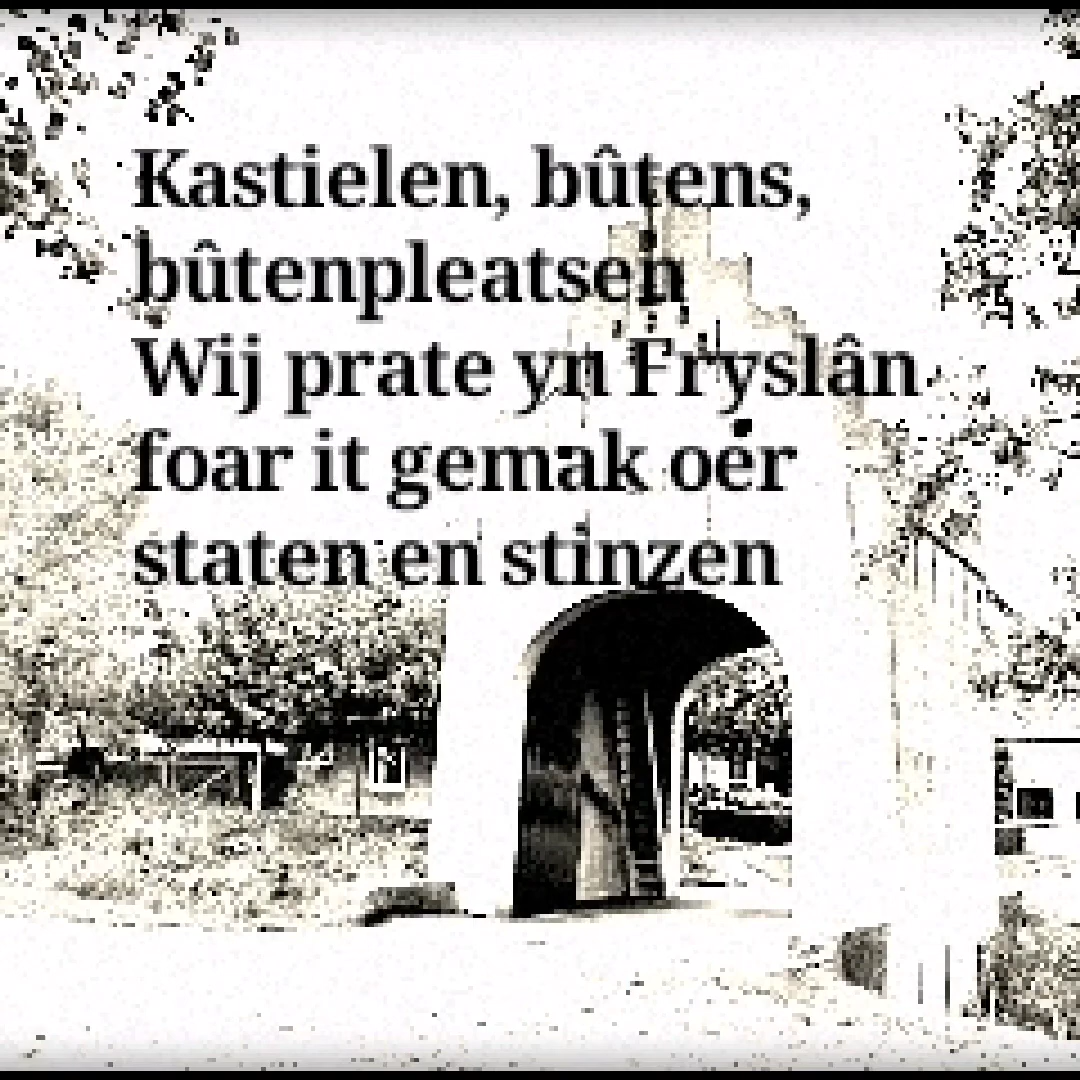 Kastielen, bûtens,
bûtenpleatsen
Wij prate yn Fryslân
foar it gemak oer
staten en stinzen